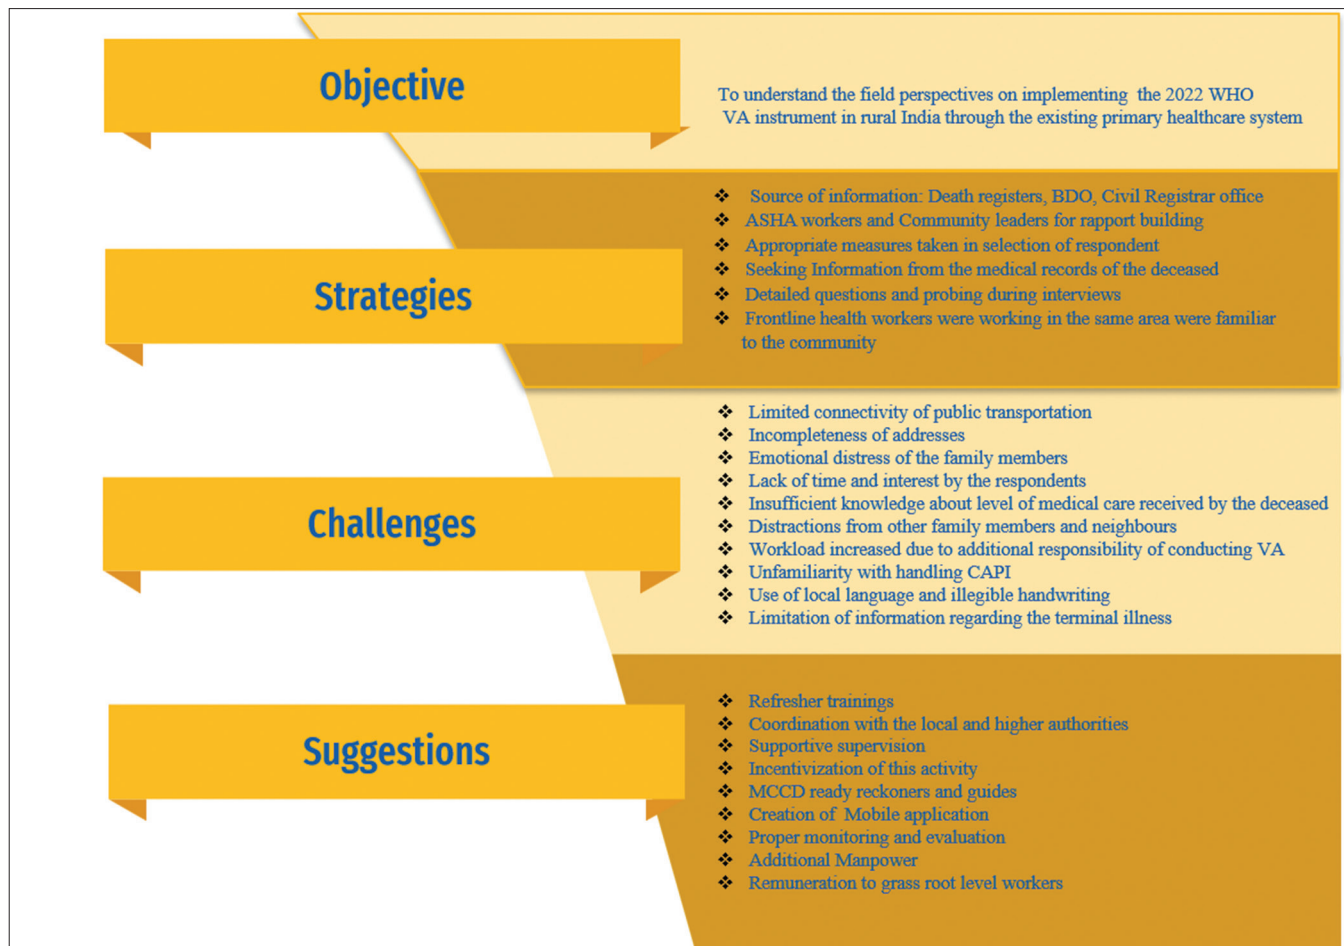 Objective
To understand the field perspectives on implementing the 2022 WHO
VA instrument in rural India through the existing primary healthcare system
Strategies
❖ Source of information: Death registers, BDO, Civil Registrar office
❖ ASHA workers and Community leaders for rapport building
❖ Appropriate measures taken in selection of respondent
❖ Seeking Information from the medical records of the deceased
❖ Detailed questions and probing during interviews
❖ Frontline health workers were working in the same area were familiar
to the community
Challenges
❖ Limited connectivity of public transportation
❖ Incompleteness of addresses
❖ Emotional distress of the family members
❖ Lack of time and interest by the respondents
❖ Insufficient knowledge about level of medical care received by the deceased
❖ Distractions from other family members and neighbours
❖ Workload increased due to additional responsibility of conducting VA
❖ Unfamiliarity with handling CAPI
❖ Use of local language and illegible handwriting
❖ Limitation of information regarding the terminal illness
Suggestions
❖ Refresher trainings
❖ Coordination with the local and higher authorities
❖ Supportive supervision
❖ Incentivization of this activity
❖ MCCD ready reckoners and guides
❖ Creation of Mobile application
❖ Proper monitoring and evaluation
❖ Additional Manpower
❖ Remuneration to grass root level workers